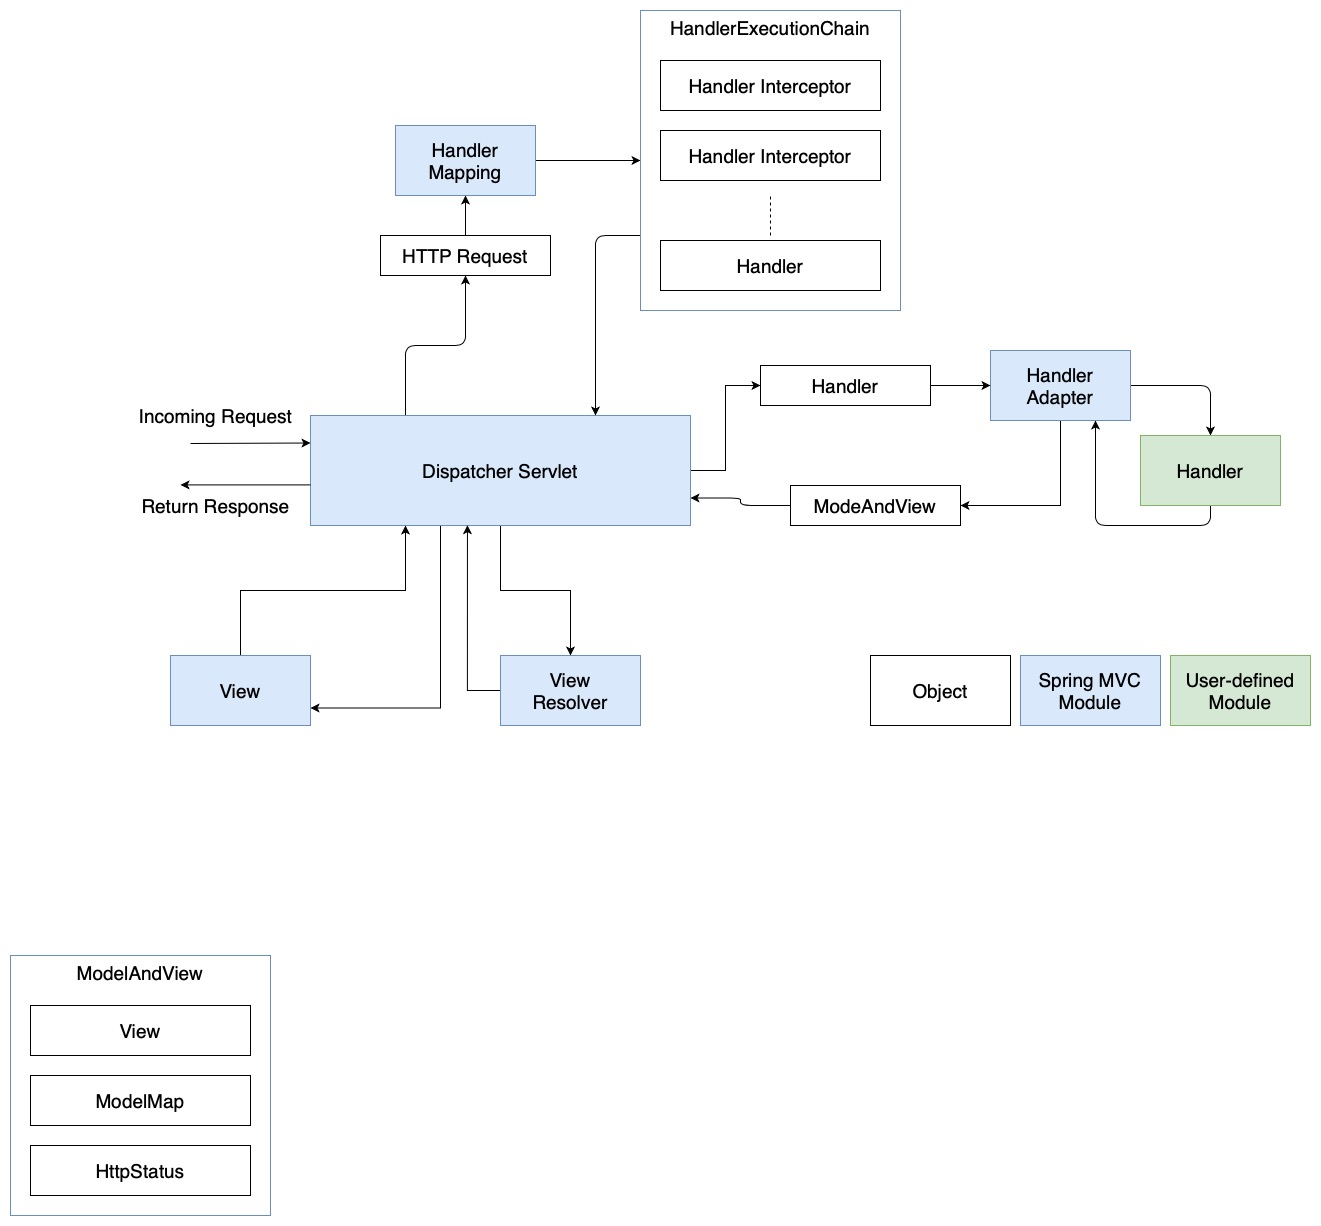 HandlerExecutionChain
Handler Interceptor
Handler Interceptor
Handler
Handler
Mapping
HTTP Request
Incoming Request
Return Response
Dispatcher Servlet
Handler
Handler
Adapter
Handler
ModeAndView
View
View
Resolver
Object
Spring MVC
Module
User-defined
Module
ModelAndView
View
ModelMap
HttpStatus